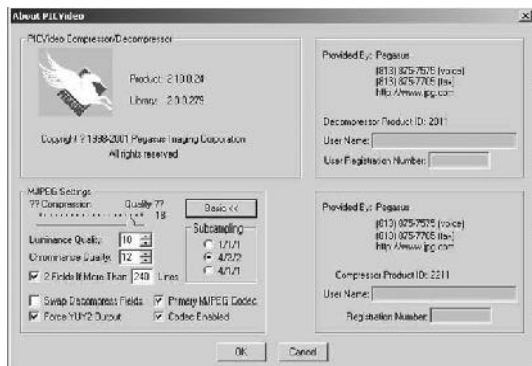 About PICVideo
PICVideo Compressor/Decompressor
Product: 2.10.0.24
Library: 2.0.0.275
Copyright ? 1998-2001 Pegasus Imaging Corporation
All rights reserved
Provided By: Pegasus
(813) 875-7575 (voice)
(813) 875-7705 (fax)
http://www.jpg.com
Decompressor Product ID: 2011
User Name:
User Registration Number:
MJPEG Settings
?? Compression Quality ??
18
Basic <<
Luminance Quality: 10
Chrominance Quality: 12
2 Fields If More Than 240 Lines
Subcampling
1/1/1
4/2/2
4/1/1
Swap Decompress Fields
Primary MJPEG Codec
Force YUY2 Output
Codec Enabled
Provided By: Pegasus
(813) 875-7575 (voice)
(813) 875-7705 (fax)
http://www.jpg.com
Compressor Product ID: 2211
User Name:
Registration Number:
OK
Cancel